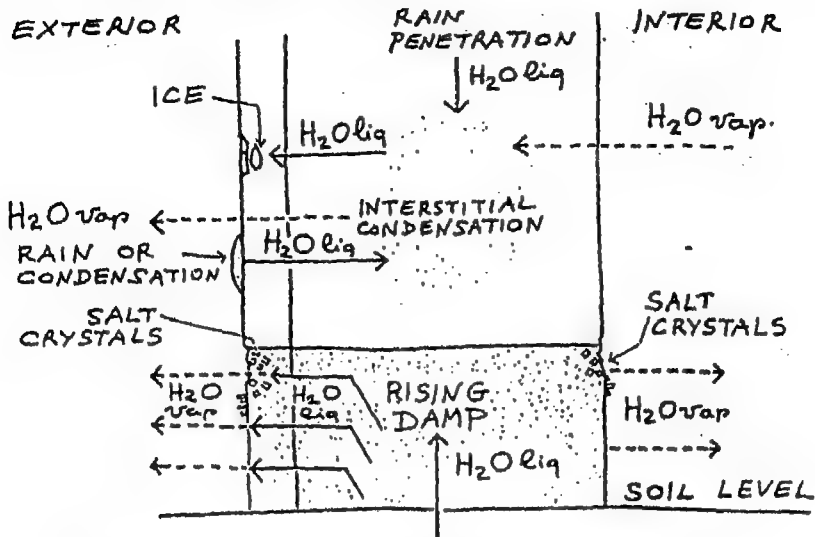 EXTERIOR
RAIN
PENETRATION
INTERIOR
H₂O liq
ICE
H₂O liq
H₂O vap.
H₂O vap
INTERSTITIAL
CONDENSATION
RAIN OR
CONDENSATION
H₂O liq
SALT
CRYSTALS
SALT
CRYSTALS
H₂O
vap
H₂O
liq
RISING
DAMP
H₂O vap
H₂O liq
SOIL LEVEL